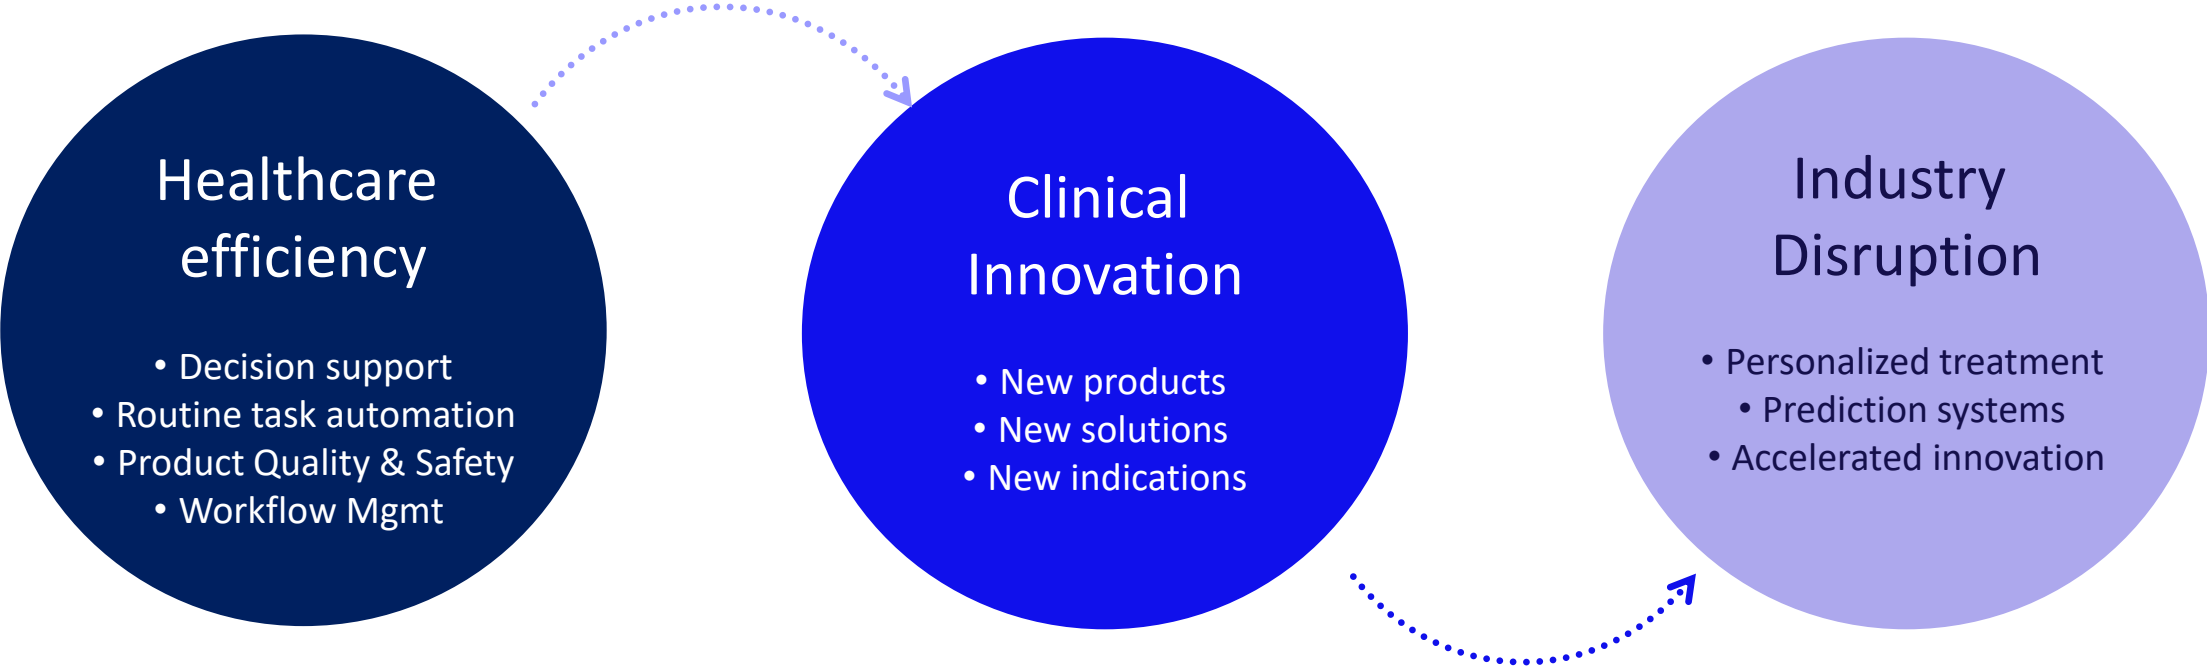 Healthcare
efficiency
• Decision support
• Routine task automation
• Product Quality & Safety
• Workflow Mgmt
Clinical
Innovation
• New products
• New solutions
• New indications
Industry
Disruption
• Personalized treatment
• Prediction systems
• Accelerated innovation